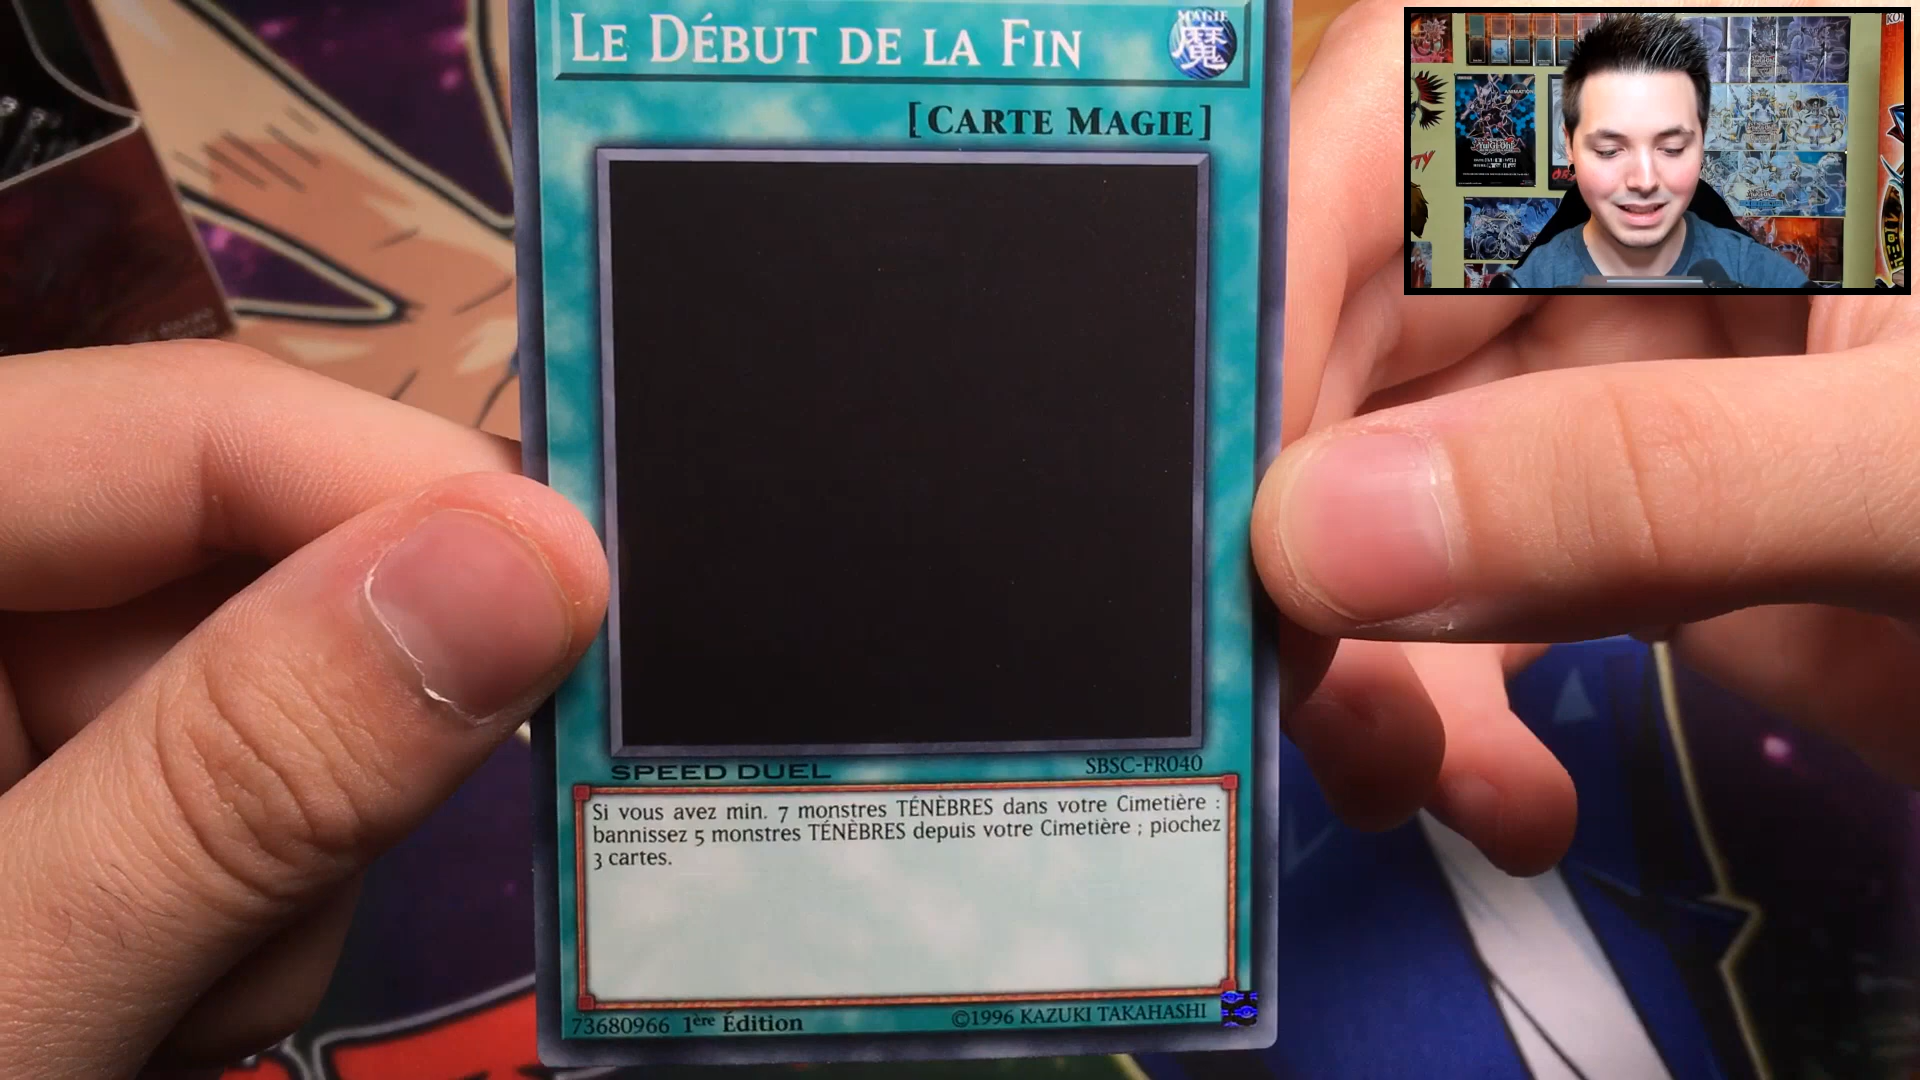 LE DÉBUT DE LA FIN
MAGIE
魔
[CARTE MAGIE]
SPEED DUEL
SBSC-FR040
Si vous avez min. 7 monstres TÉNÈBRES dans votre Cimetière :
bannissez 5 monstres TÉNÈBRES depuis votre Cimetière ; piochez
3 cartes.
73680966 1ère Édition
©1996 KAZUKI TAKAHASHI